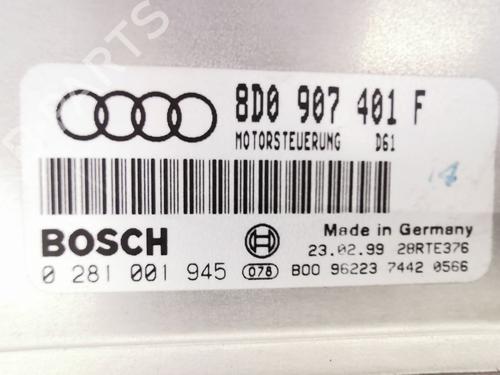 8D0 907 401 F
MOTORSTEUERUNG D61
4
BOSCH
Made in Germany
23.02.99 28RTE376
0 281 001 945 078 B00 96223 7442 0566